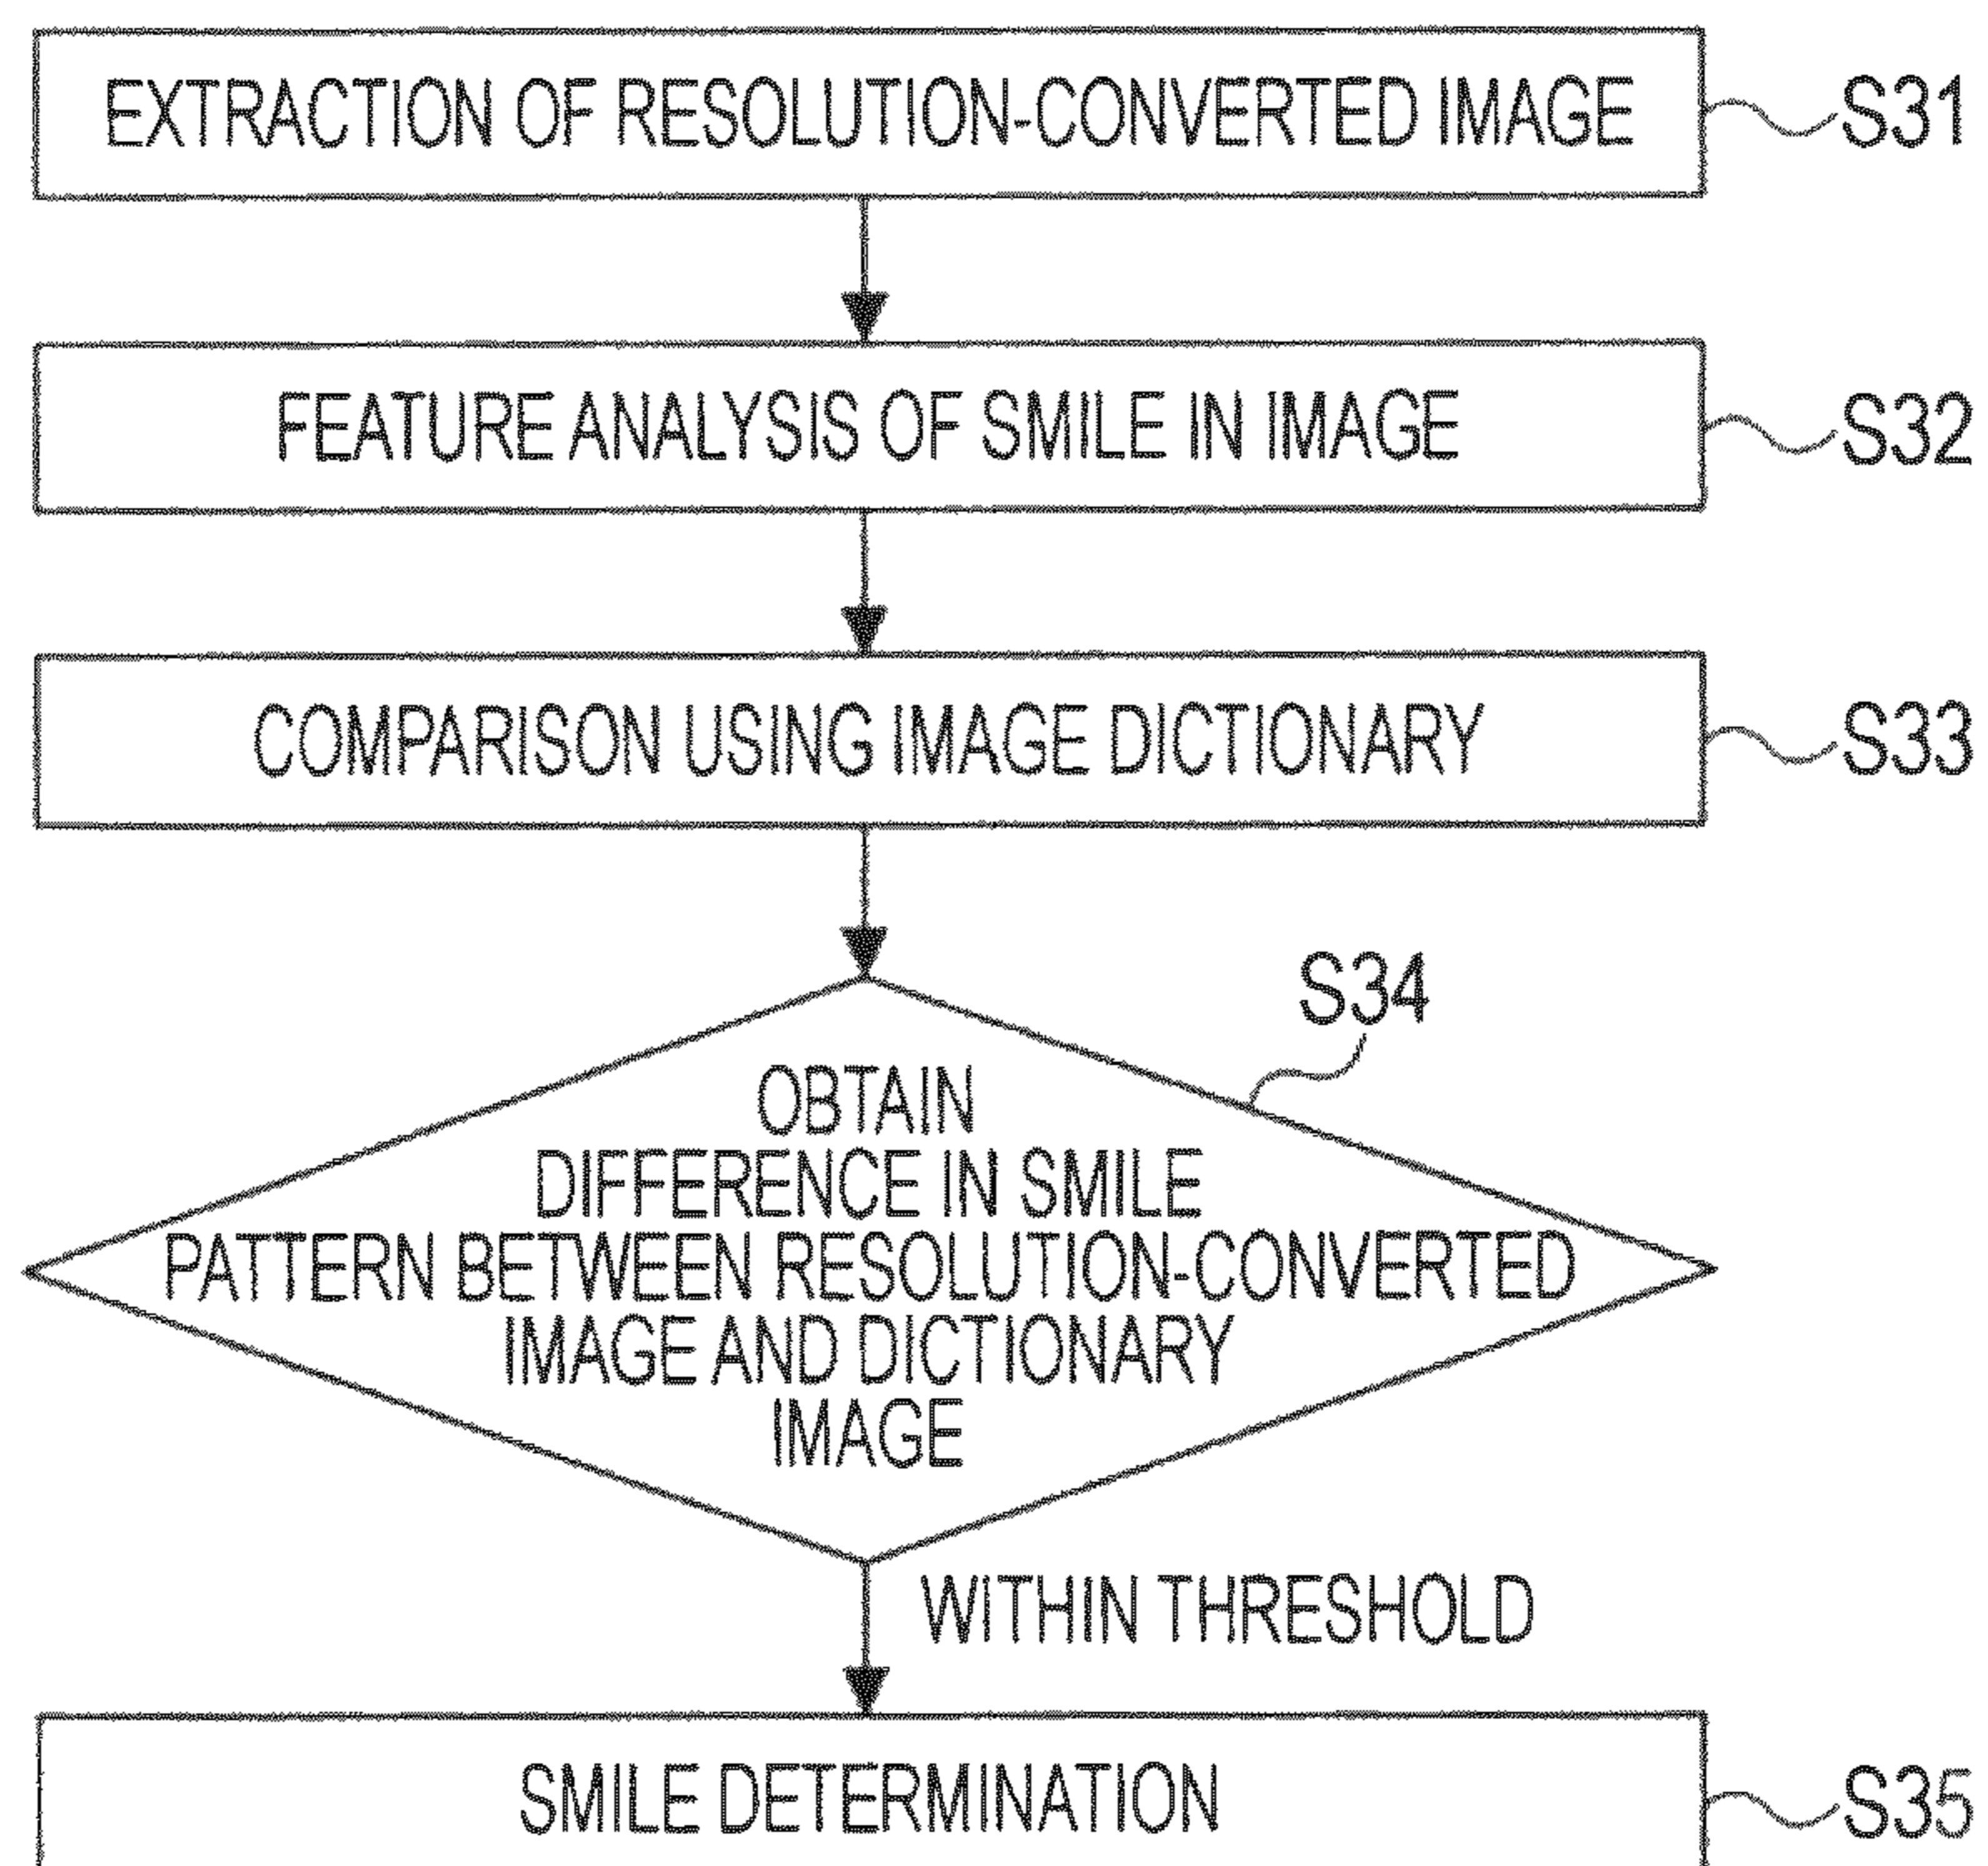 EXTRACTION OF RESOLUTION-CONVERTED IMAGE
S31
FEATURE ANALYSIS OF SMILE IN IMAGE
S32
COMPARISON USING IMAGE DICTIONARY
S33
S34
OBTAIN
DIFFERENCE IN SMILE
PATTERN BETWEEN RESOLUTION-CONVERTED
IMAGE AND DICTIONARY
IMAGE
WITHIN THRESHOLD
SMILE DETERMINATION
S35